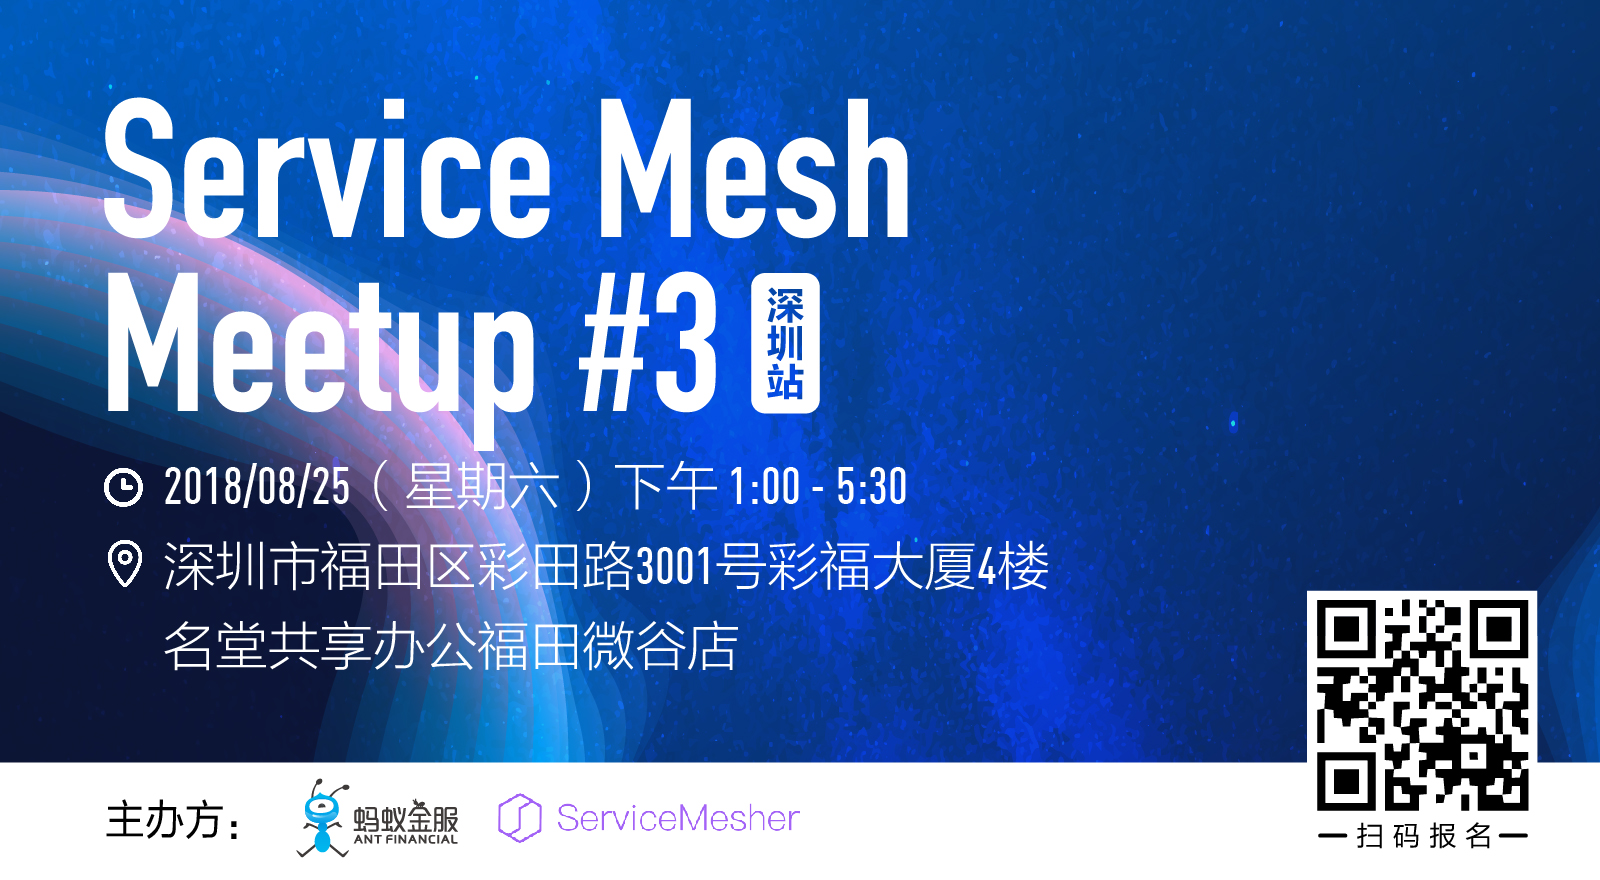 Service Mesh
Meetup #3 深圳站
2018/08/25（星期六）下午 1:00 - 5:30
深圳市福田区彩田路3001号彩福大厦4楼
名堂共享办公福田微谷店
主办方：
蚂蚁金服
ANT FINANCIAL
ServiceMesher
扫码报名